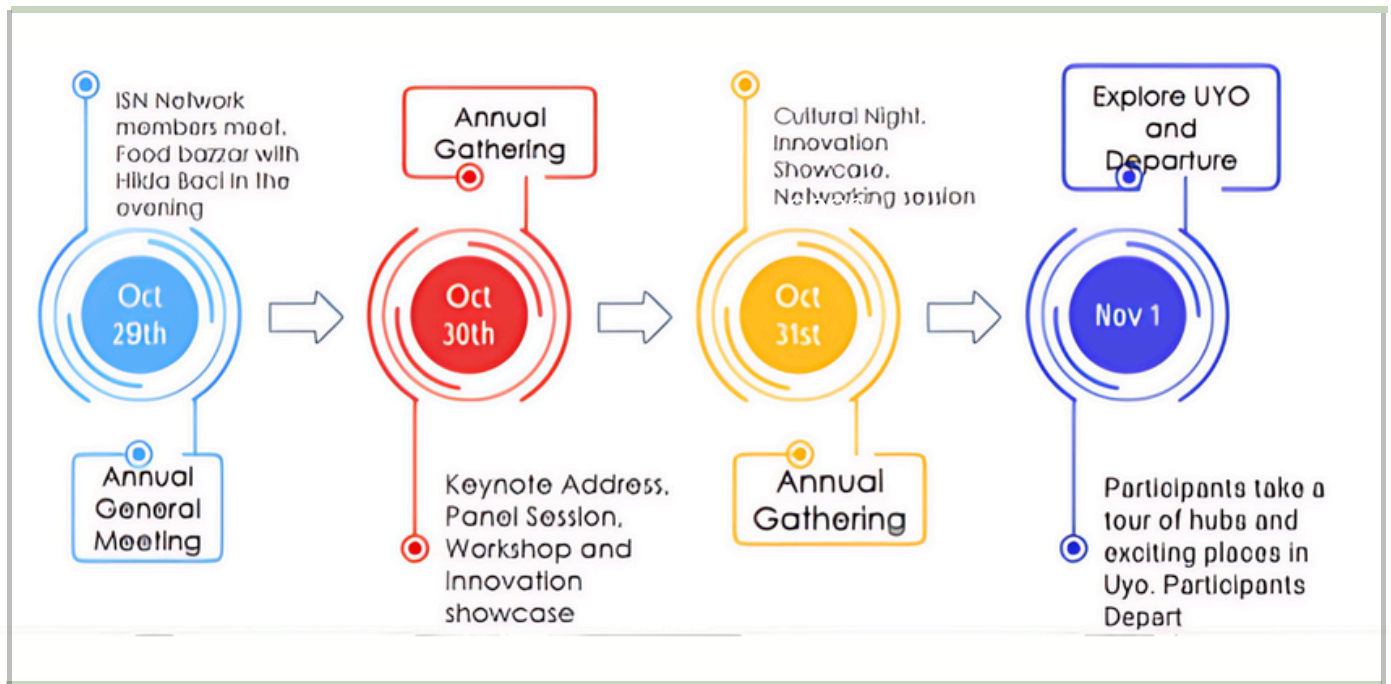 ISN Network
members meet.
Food bazzar with
Hilda Baci in the
evening
Oct
29th
Annual
General
Meeting
Annual
Gathering
Oct
30th
Keynote Address,
Panel Session,
Workshop and
Innovation
showcase
Cultural Night.
Innovation
Showcase.
Networking session
Oct
31st
Annual
Gathering
Explore UYO
and
Departure
Nov 1
Participants take a
tour of hubs and
exciting places in
Uyo. Participants
Depart